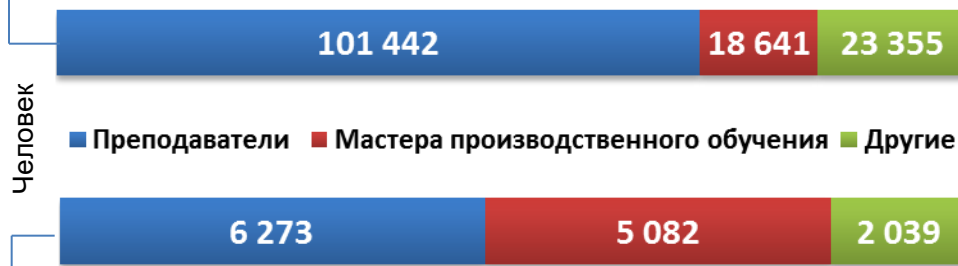 101 442 18 641 23 355
Человек
Преподаватели Мастера производственного обучения Другие
6 273 5 082 2 039